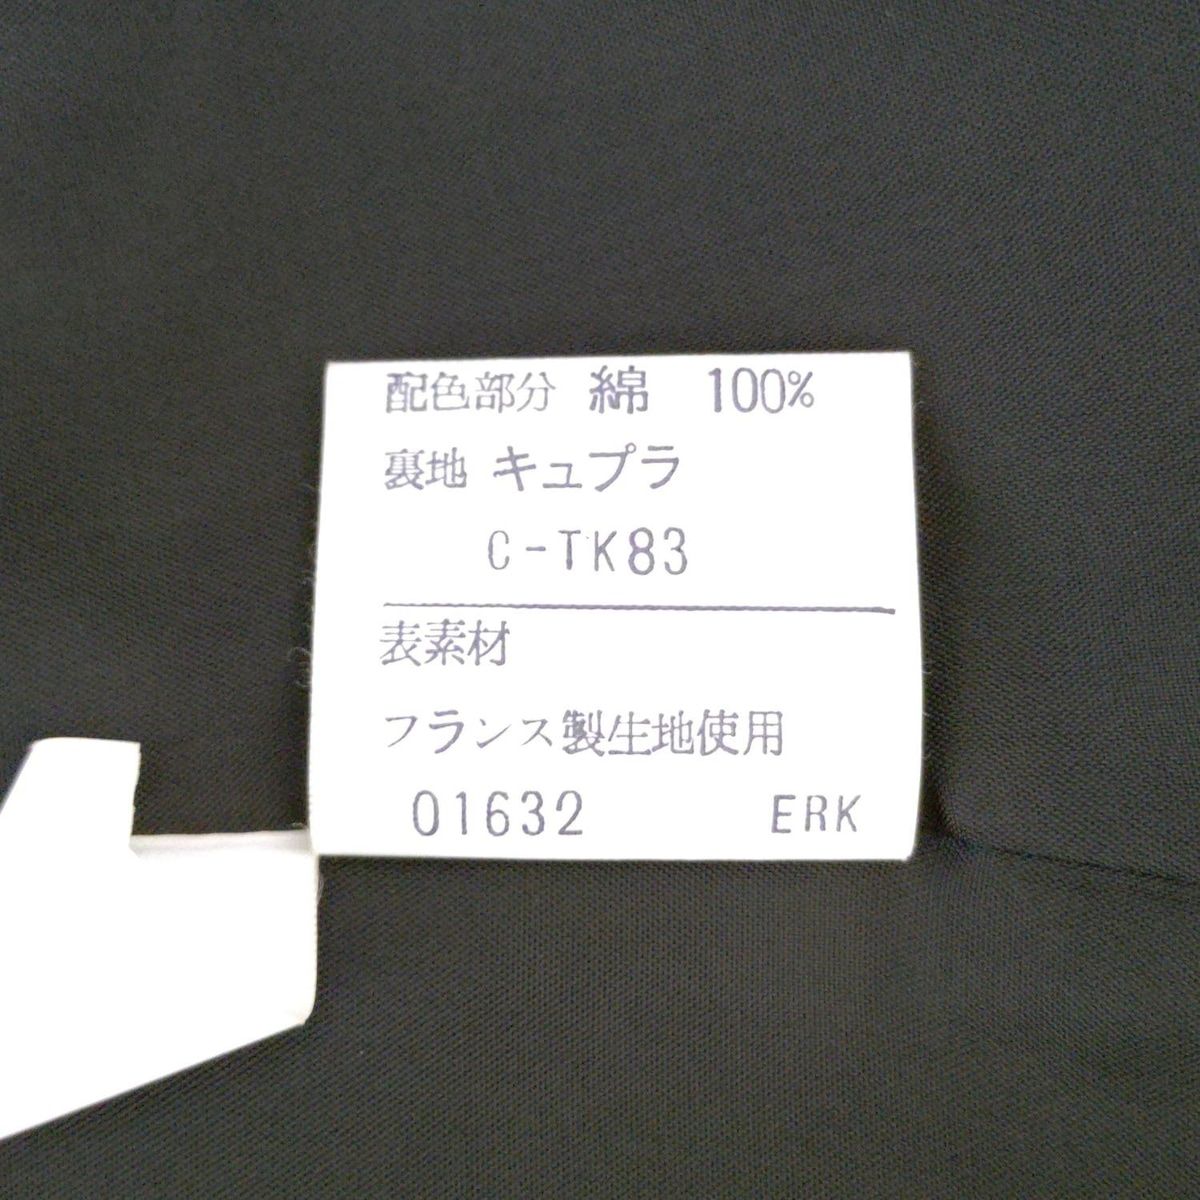 配色部分 綿 100%
裏地 キュプラ
C-TK83
表素材
フランス製生地使用
01632 ERK